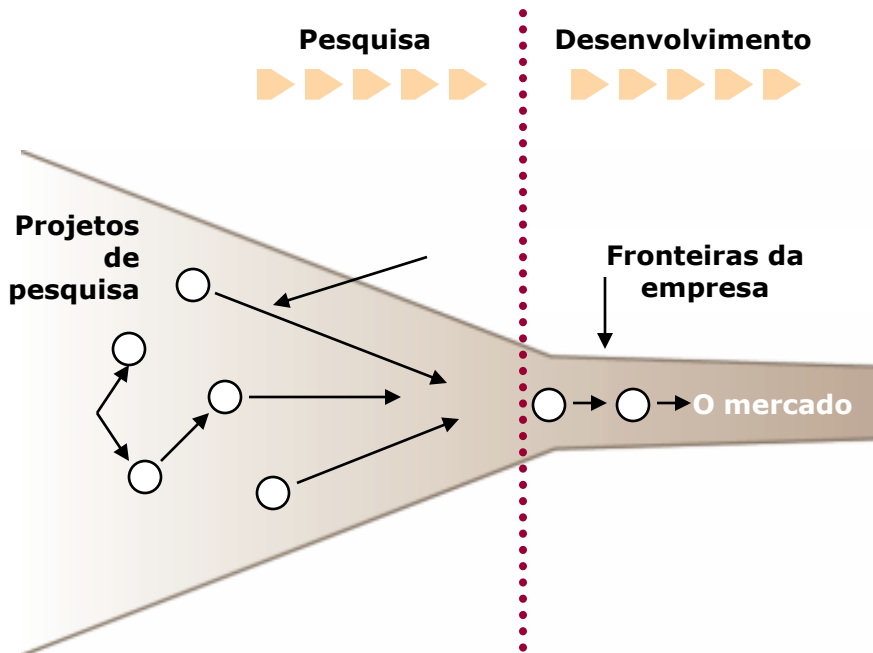 Pesquisa
Desenvolvimento
Projetos
de
pesquisa
Fronteiras da
empresa
O mercado